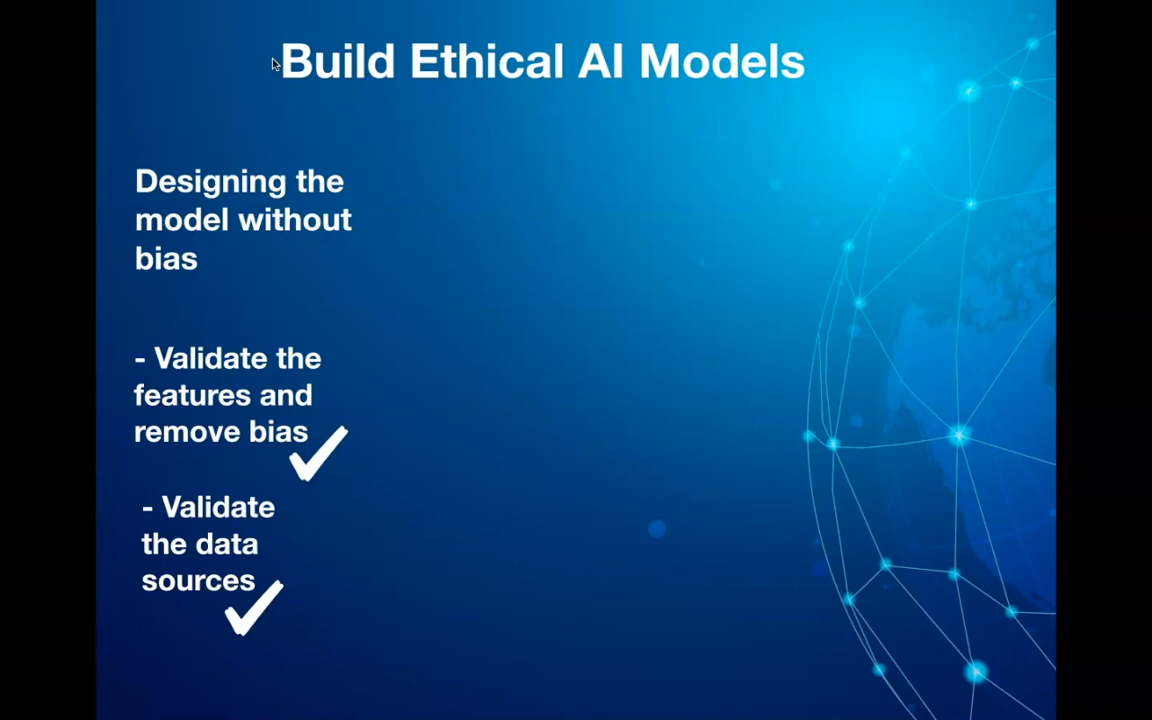 Build Ethical AI Models
Designing the
model without
bias
- Validate the
features and
remove bias
- Validate
the data
sources